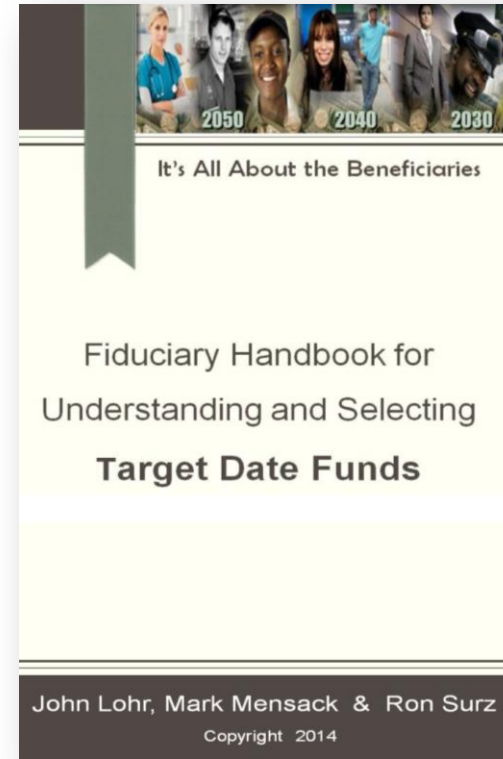 2050 2040 2030
It's All About the Beneficiaries
Fiduciary Handbook for
Understanding and Selecting
Target Date Funds
John Lohr, Mark Mensack & Ron Surz
Copyright 2014